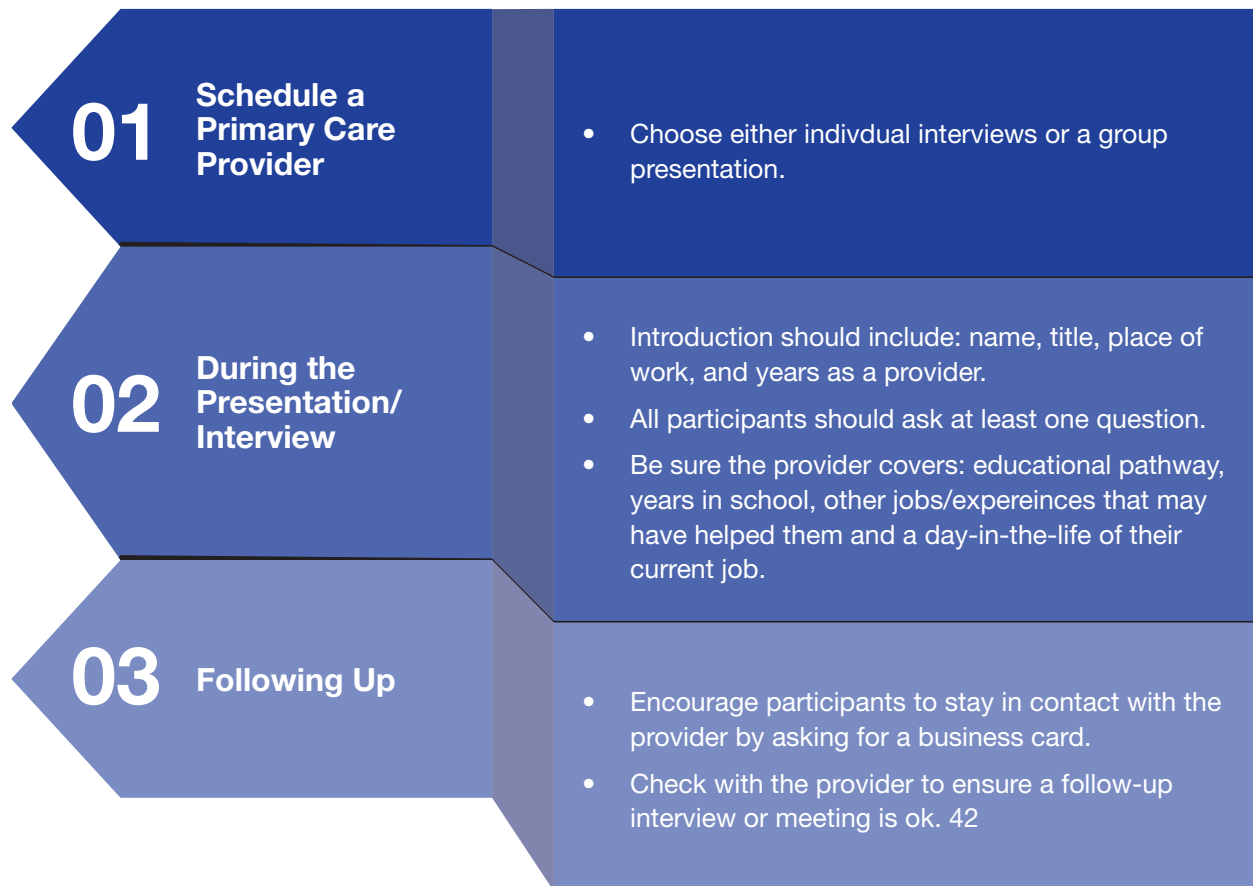 01
Schedule a
Primary Care
Provider
• Choose either indivdual interviews or a group
presentation.
02
During the
Presentation/
Interview
• Introduction should include: name, title, place of
work, and years as a provider.
• All participants should ask at least one question.
• Be sure the provider covers: educational pathway,
years in school, other jobs/expereinces that may
have helped them and a day-in-the-life of their
current job.
03
Following Up
• Encourage participants to stay in contact with the
provider by asking for a business card.
• Check with the provider to ensure a follow-up
interview or meeting is ok. 42